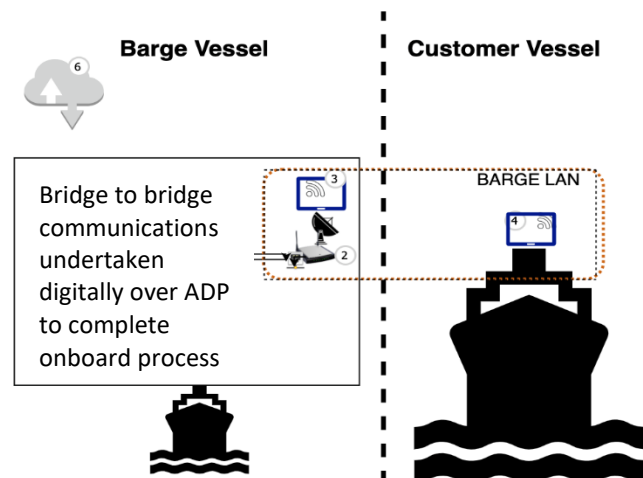 Barge Vessel
Customer Vessel
6
3
BARGE LAN
4
2
Bridge to bridge
communications
undertaken
digitally over ADP
to complete
onboard process